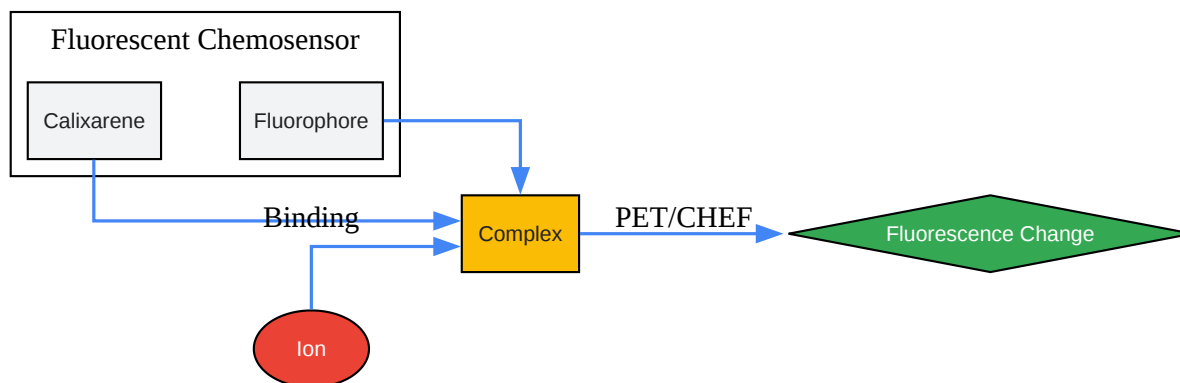 Fluorescent Chemosensor
Calixarene
Fluorophore
Binding
Complex
PET/CHEF
Fluorescence Change
Ion